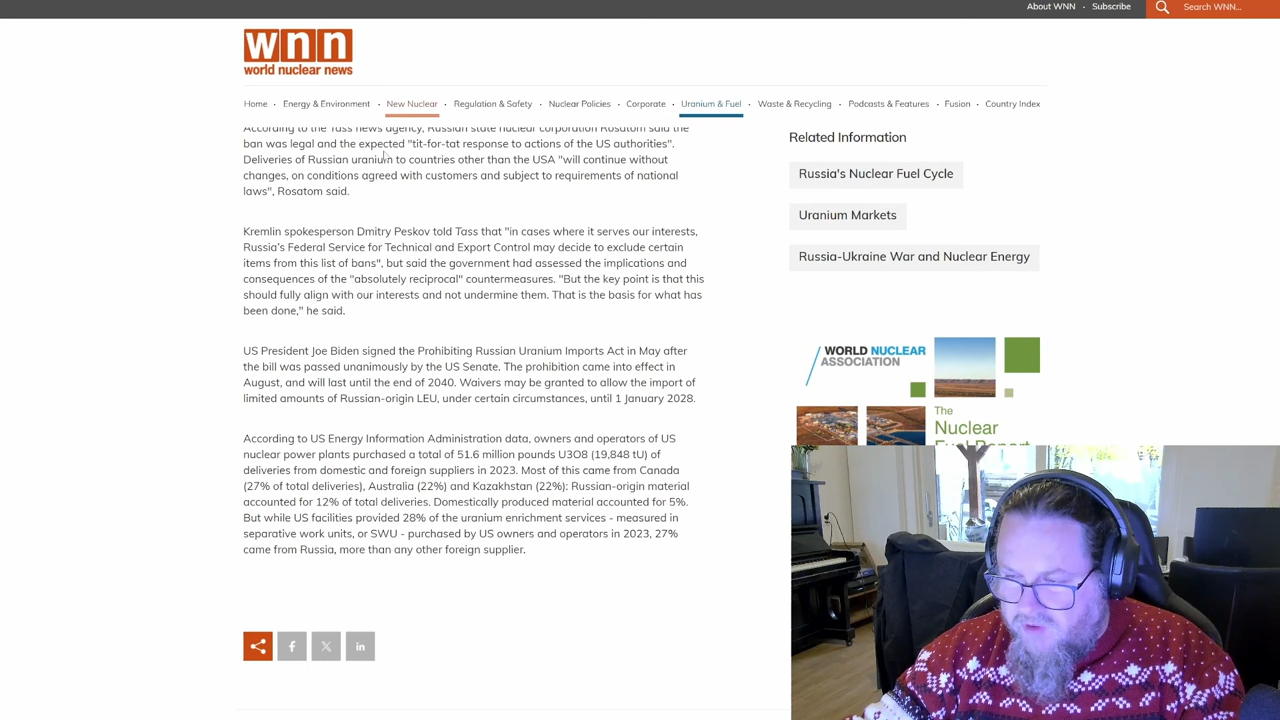 About WNN · Subscribe
Search WNN...
wnn
world nuclear news
Home · Energy & Environment · New Nuclear · Regulation & Safety · Nuclear Policies · Corporate · Uranium & Fuel · Waste & Recycling · Podcasts & Features · Fusion · Country Index
According to the Tass news agency, Russian state nuclear corporation Rosatom said the
ban was legal and the expected "tit-for-tat response to actions of the US authorities".
Deliveries of Russian uranium to countries other than the USA "will continue without
changes, on conditions agreed with customers and subject to requirements of national
laws", Rosatom said.
Kremlin spokesperson Dmitry Peskov told Tass that "in cases where it serves our interests,
Russia's Federal Service for Technical and Export Control may decide to exclude certain
items from this list of bans", but said the government had assessed the implications and
consequences of the "absolutely reciprocal" countermeasures. "But the key point is that this
should fully align with our interests and not undermine them. That is the basis for what has
been done," he said.
US President Joe Biden signed the Prohibiting Russian Uranium Imports Act in May after
the bill was passed unanimously by the US Senate. The prohibition came into effect in
August, and will last until the end of 2040. Waivers may be granted to allow the import of
limited amounts of Russian-origin LEU, under certain circumstances, until 1 January 2028.
According to US Energy Information Administration data, owners and operators of US
nuclear power plants purchased a total of 51.6 million pounds U3O8 (19,848 tU) of
deliveries from domestic and foreign suppliers in 2023. Most of this came from Canada
(27% of total deliveries), Australia (22%) and Kazakhstan (22%): Russian-origin material
accounted for 12% of total deliveries. Domestically produced material accounted for 5%.
But while US facilities provided 28% of the uranium enrichment services - measured in
separative work units, or SWU - purchased by US owners and operators in 2023, 27%
came from Russia, more than any other foreign supplier.
Related Information
Russia's Nuclear Fuel Cycle
Uranium Markets
Russia-Ukraine War and Nuclear Energy
WORLD NUCLEAR
ASSOCIATION
The
Nuclear
Fuel Report